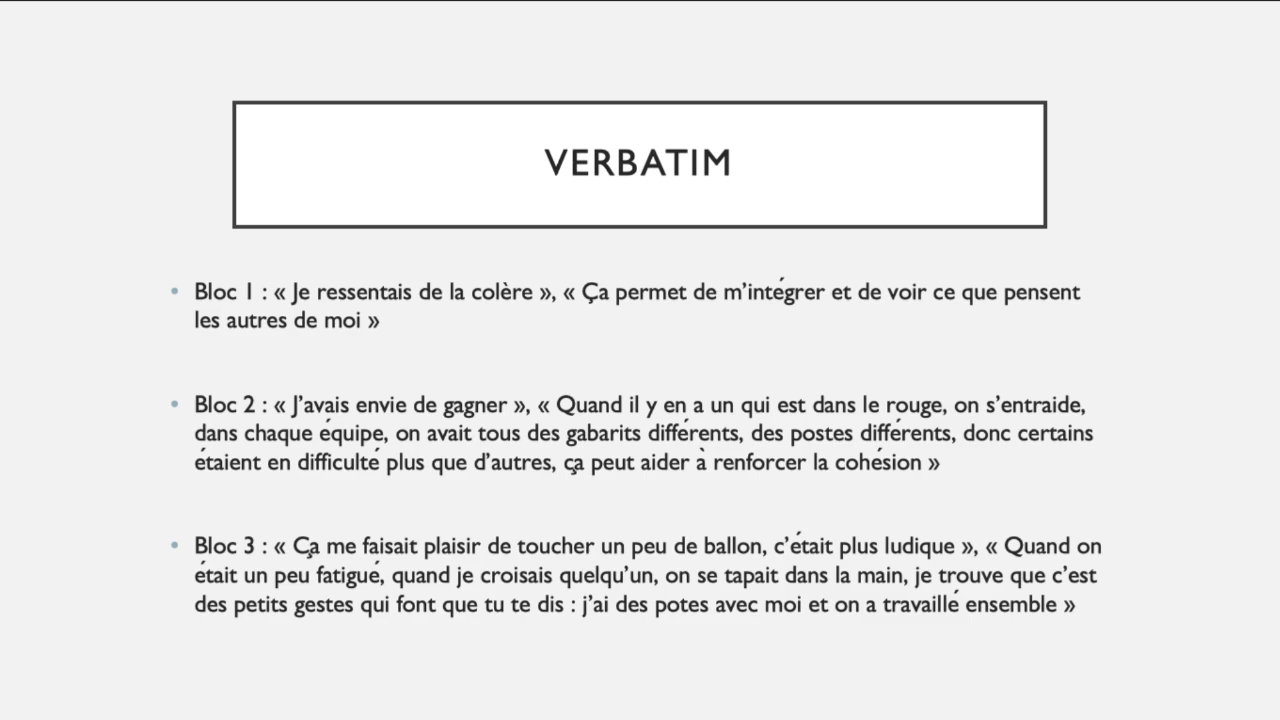 VERBATIM
• Bloc 1 : « Je ressentais de la colère », « Ça permet de m’intégrer et de voir ce que pensent
les autres de moi »
• Bloc 2 : « J’avais envie de gagner », « Quand il y en a un qui est dans le rouge, on s’entraide,
dans chaque équipe, on avait tous des gabarits différents, des postes différents, donc certains
étaient en difficulté plus que d’autres, ça peut aider à renforcer la cohésion »
• Bloc 3 : « Ça me faisait plaisir de toucher un peu de ballon, c’était plus ludique », « Quand on
était un peu fatigué, quand je croisais quelqu’un, on se tapait dans la main, je trouve que c’est
des petits gestes qui font que tu te dis : j’ai des potes avec moi et on a travaillé ensemble »